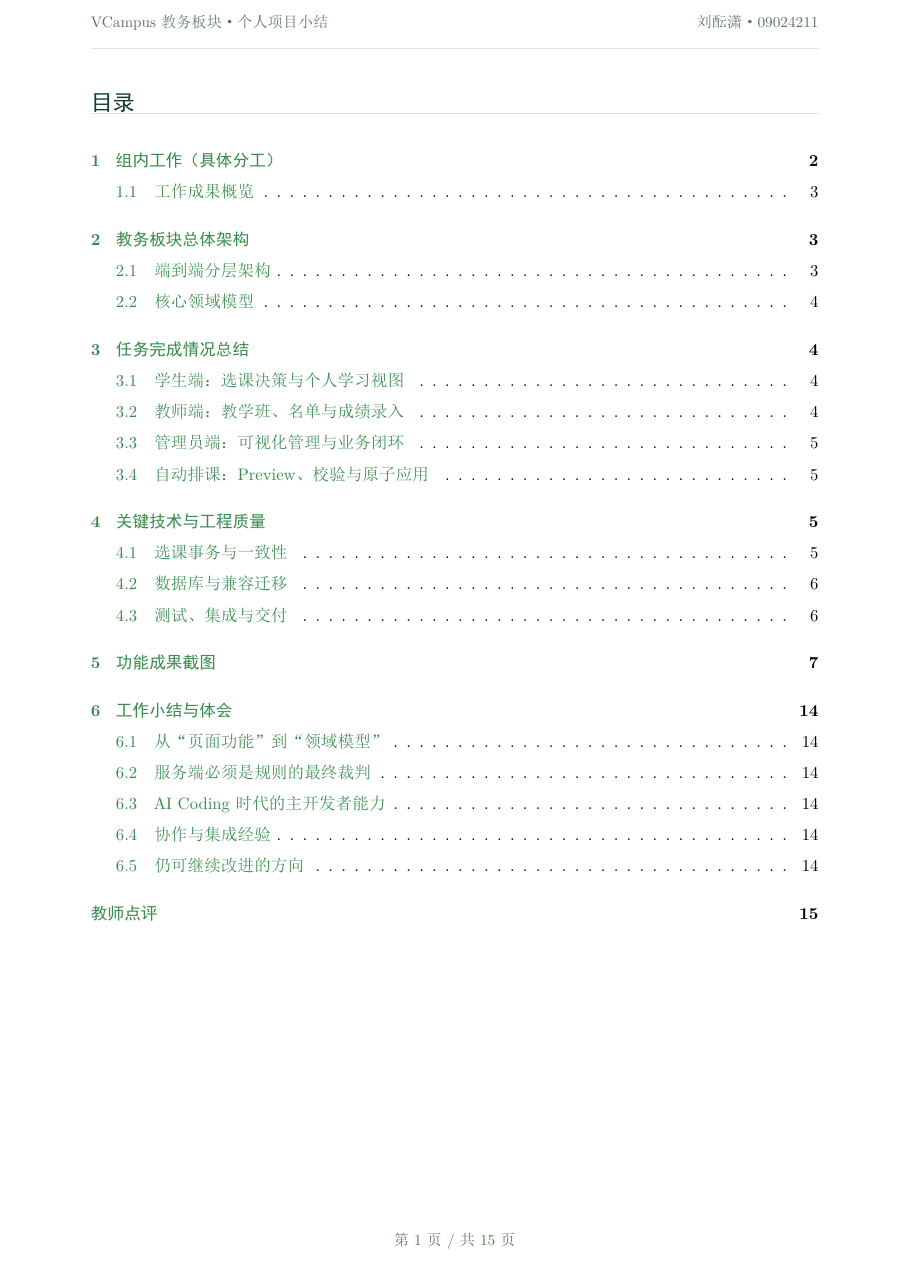 VCampus 教务板块 • 个人项目小结
刘酝潇 • 09024211
目录
1 组内工作（具体分工） 2
1.1 工作成果概览 . . . . . . . . . . . . . . . . . . . . . . . . . . . . . . . . . . . . . . . . . 3
2 教务板块总体架构 3
2.1 端到端分层架构 . . . . . . . . . . . . . . . . . . . . . . . . . . . . . . . . . . . . . . . . 3
2.2 核心领域模型 . . . . . . . . . . . . . . . . . . . . . . . . . . . . . . . . . . . . . . . . . 4
3 任务完成情况总结 4
3.1 学生端：选课决策与个人学习视图 . . . . . . . . . . . . . . . . . . . . . . . . . . . . . 4
3.2 教师端：教学班、名单与成绩录入 . . . . . . . . . . . . . . . . . . . . . . . . . . . . . 4
3.3 管理员端：可视化管理与业务闭环 . . . . . . . . . . . . . . . . . . . . . . . . . . . . . 5
3.4 自动排课：Preview、校验与原子应用 . . . . . . . . . . . . . . . . . . . . . . . . . . . 5
4 关键技术与工程质量 5
4.1 选课事务与一致性 . . . . . . . . . . . . . . . . . . . . . . . . . . . . . . . . . . . . . . 5
4.2 数据库与兼容迁移 . . . . . . . . . . . . . . . . . . . . . . . . . . . . . . . . . . . . . . 6
4.3 测试、集成与交付 . . . . . . . . . . . . . . . . . . . . . . . . . . . . . . . . . . . . . . 6
5 功能成果截图 7
6 工作小结与体会 14
6.1 从“页面功能”到“领域模型” . . . . . . . . . . . . . . . . . . . . . . . . . . . . . . . 14
6.2 服务端必须是规则的最终裁判 . . . . . . . . . . . . . . . . . . . . . . . . . . . . . . . . 14
6.3 AI Coding 时代的主开发者能力 . . . . . . . . . . . . . . . . . . . . . . . . . . . . . . . 14
6.4 协作与集成经验 . . . . . . . . . . . . . . . . . . . . . . . . . . . . . . . . . . . . . . . . 14
6.5 仍可继续改进的方向 . . . . . . . . . . . . . . . . . . . . . . . . . . . . . . . . . . . . . 14
教师点评 15
第 1 页 / 共 15 页